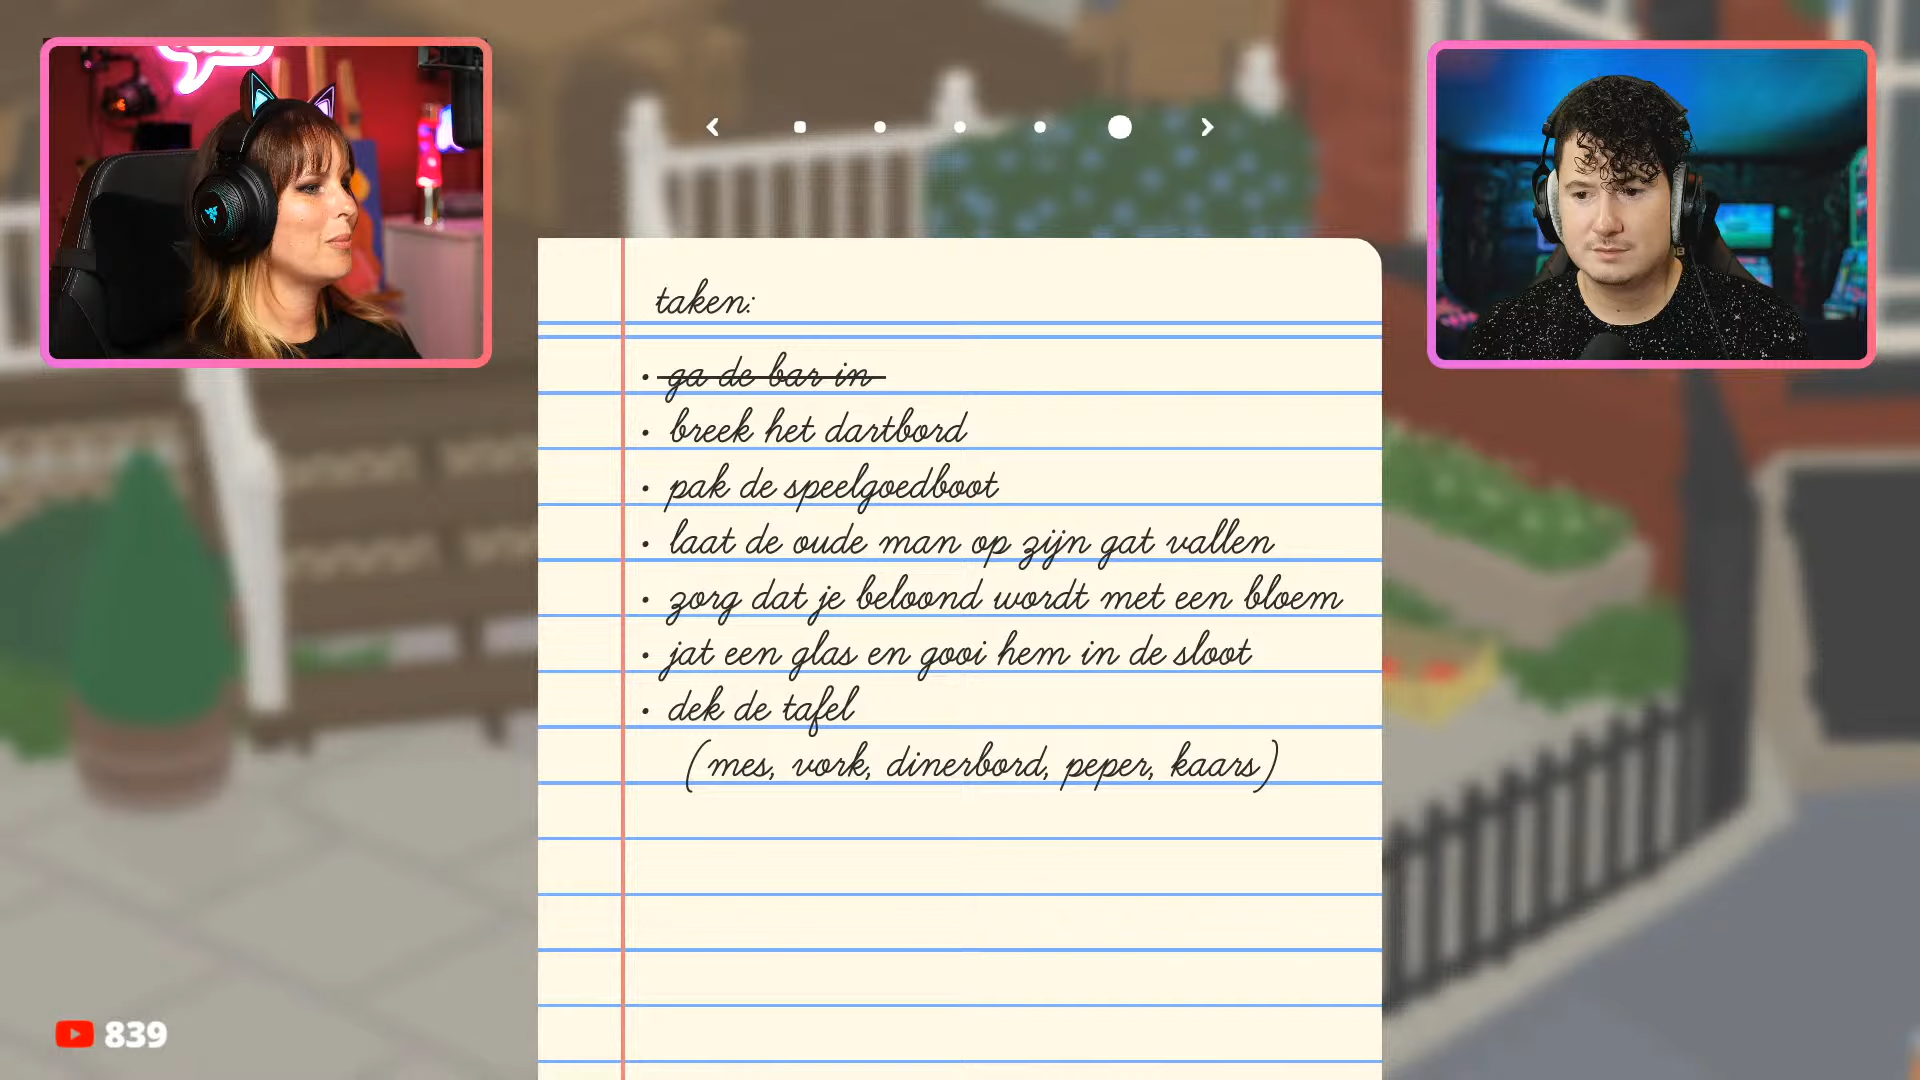 taken:
• ga de bar in
• breek het dartbord
• pak de speelgoedboot
• laat de oude man op zijn gat vallen
• zorg dat je beloond wordt met een bloem
• jat een glas en gooi hem in de sloot
• dek de tafel
(mes, vork, dinerbord, peper, kaars)
839